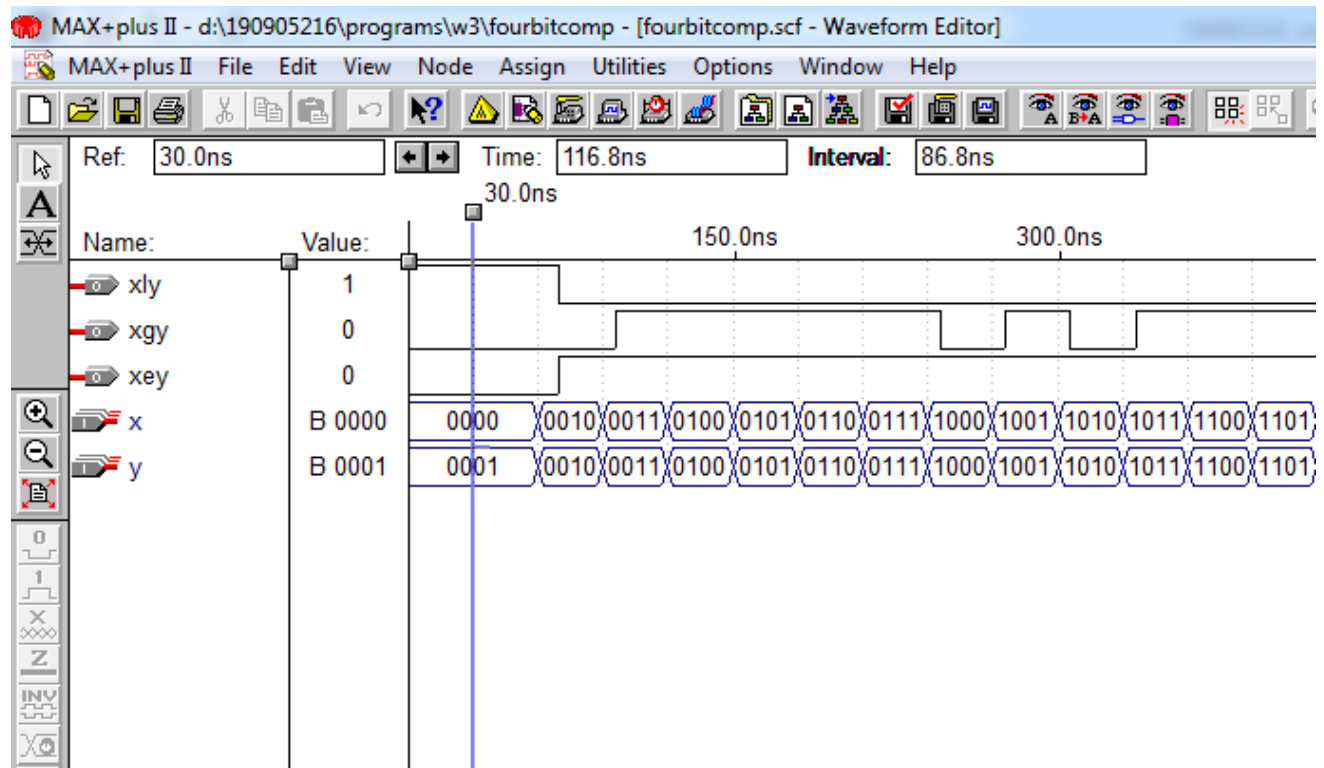 MAX+plus II - d:\190905216\programs\w3\fourbitcomp - [fourbitcomp.scf - Waveform Editor]
MAX+plus II File Edit View Node Assign Utilities Options Window Help
Ref: 30.0ns Time: 116.8ns Interval: 86.8ns
30.0ns
Name: Value: 150.0ns 300.0ns
xly 1
xgy 0
xey 0
x B 0000 0000 0010 0011 0100 0101 0110 0111 1000 1001 1010 1011 1100 1101
y B 0001 0001 0010 0011 0100 0101 0110 0111 1000 1001 1010 1011 1100 1101
A
0
1
X
Z
INV